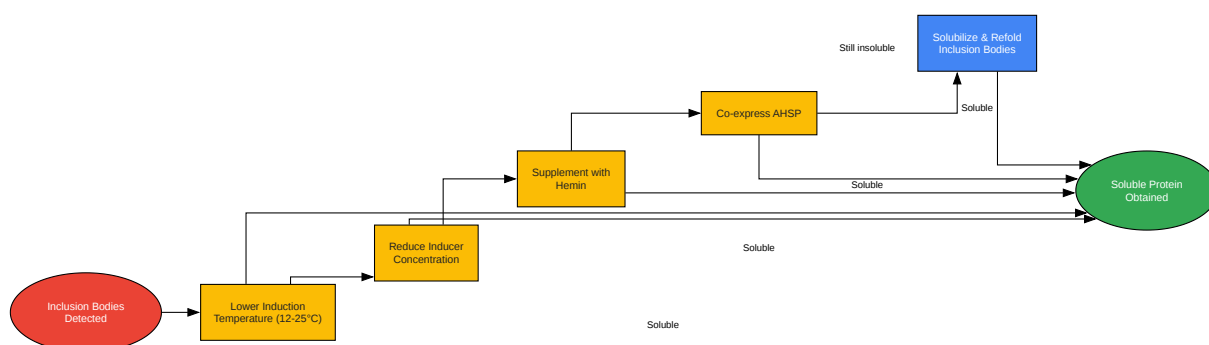 Still insoluble
Solubilize & Refold
Inclusion Bodies
Soluble
Co-express AHSP
Supplement with
Hemin
Soluble
Soluble Protein
Obtained
Reduce Inducer
Concentration
Soluble
Inclusion Bodies
Detected
Lower Induction
Temperature (12-25°C)
Soluble